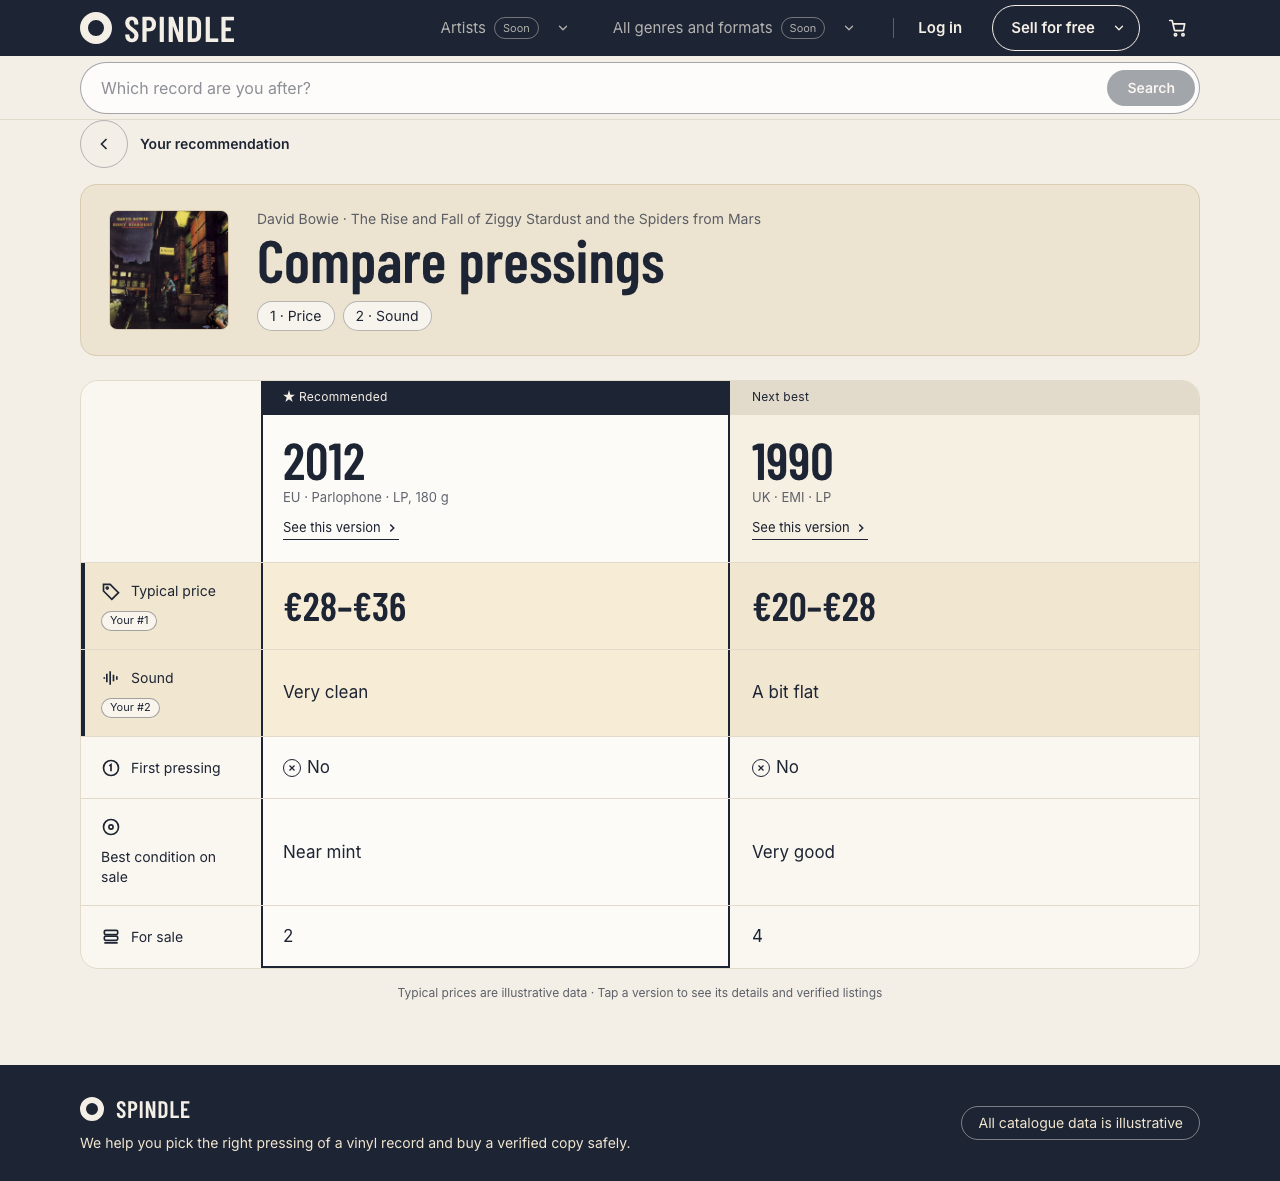 SPINDLE
Artists Soon
All genres and formats Soon
Log in
Sell for free
Which record are you after?
Search
Your recommendation
DAVID BOWIE
David Bowie · The Rise and Fall of Ziggy Stardust and the Spiders from Mars
Compare pressings
1 · Price
2 · Sound
★ Recommended
Next best
2012
1990
EU · Parlophone · LP, 180 g
UK · EMI · LP
See this version
See this version
Typical price
Your #1
€28–€36
€20–€28
Sound
Your #2
Very clean
A bit flat
First pressing
No
No
Best condition on
sale
Near mint
Very good
For sale
2
4
Typical prices are illustrative data · Tap a version to see its details and verified listings
SPINDLE
We help you pick the right pressing of a vinyl record and buy a verified copy safely.
All catalogue data is illustrative